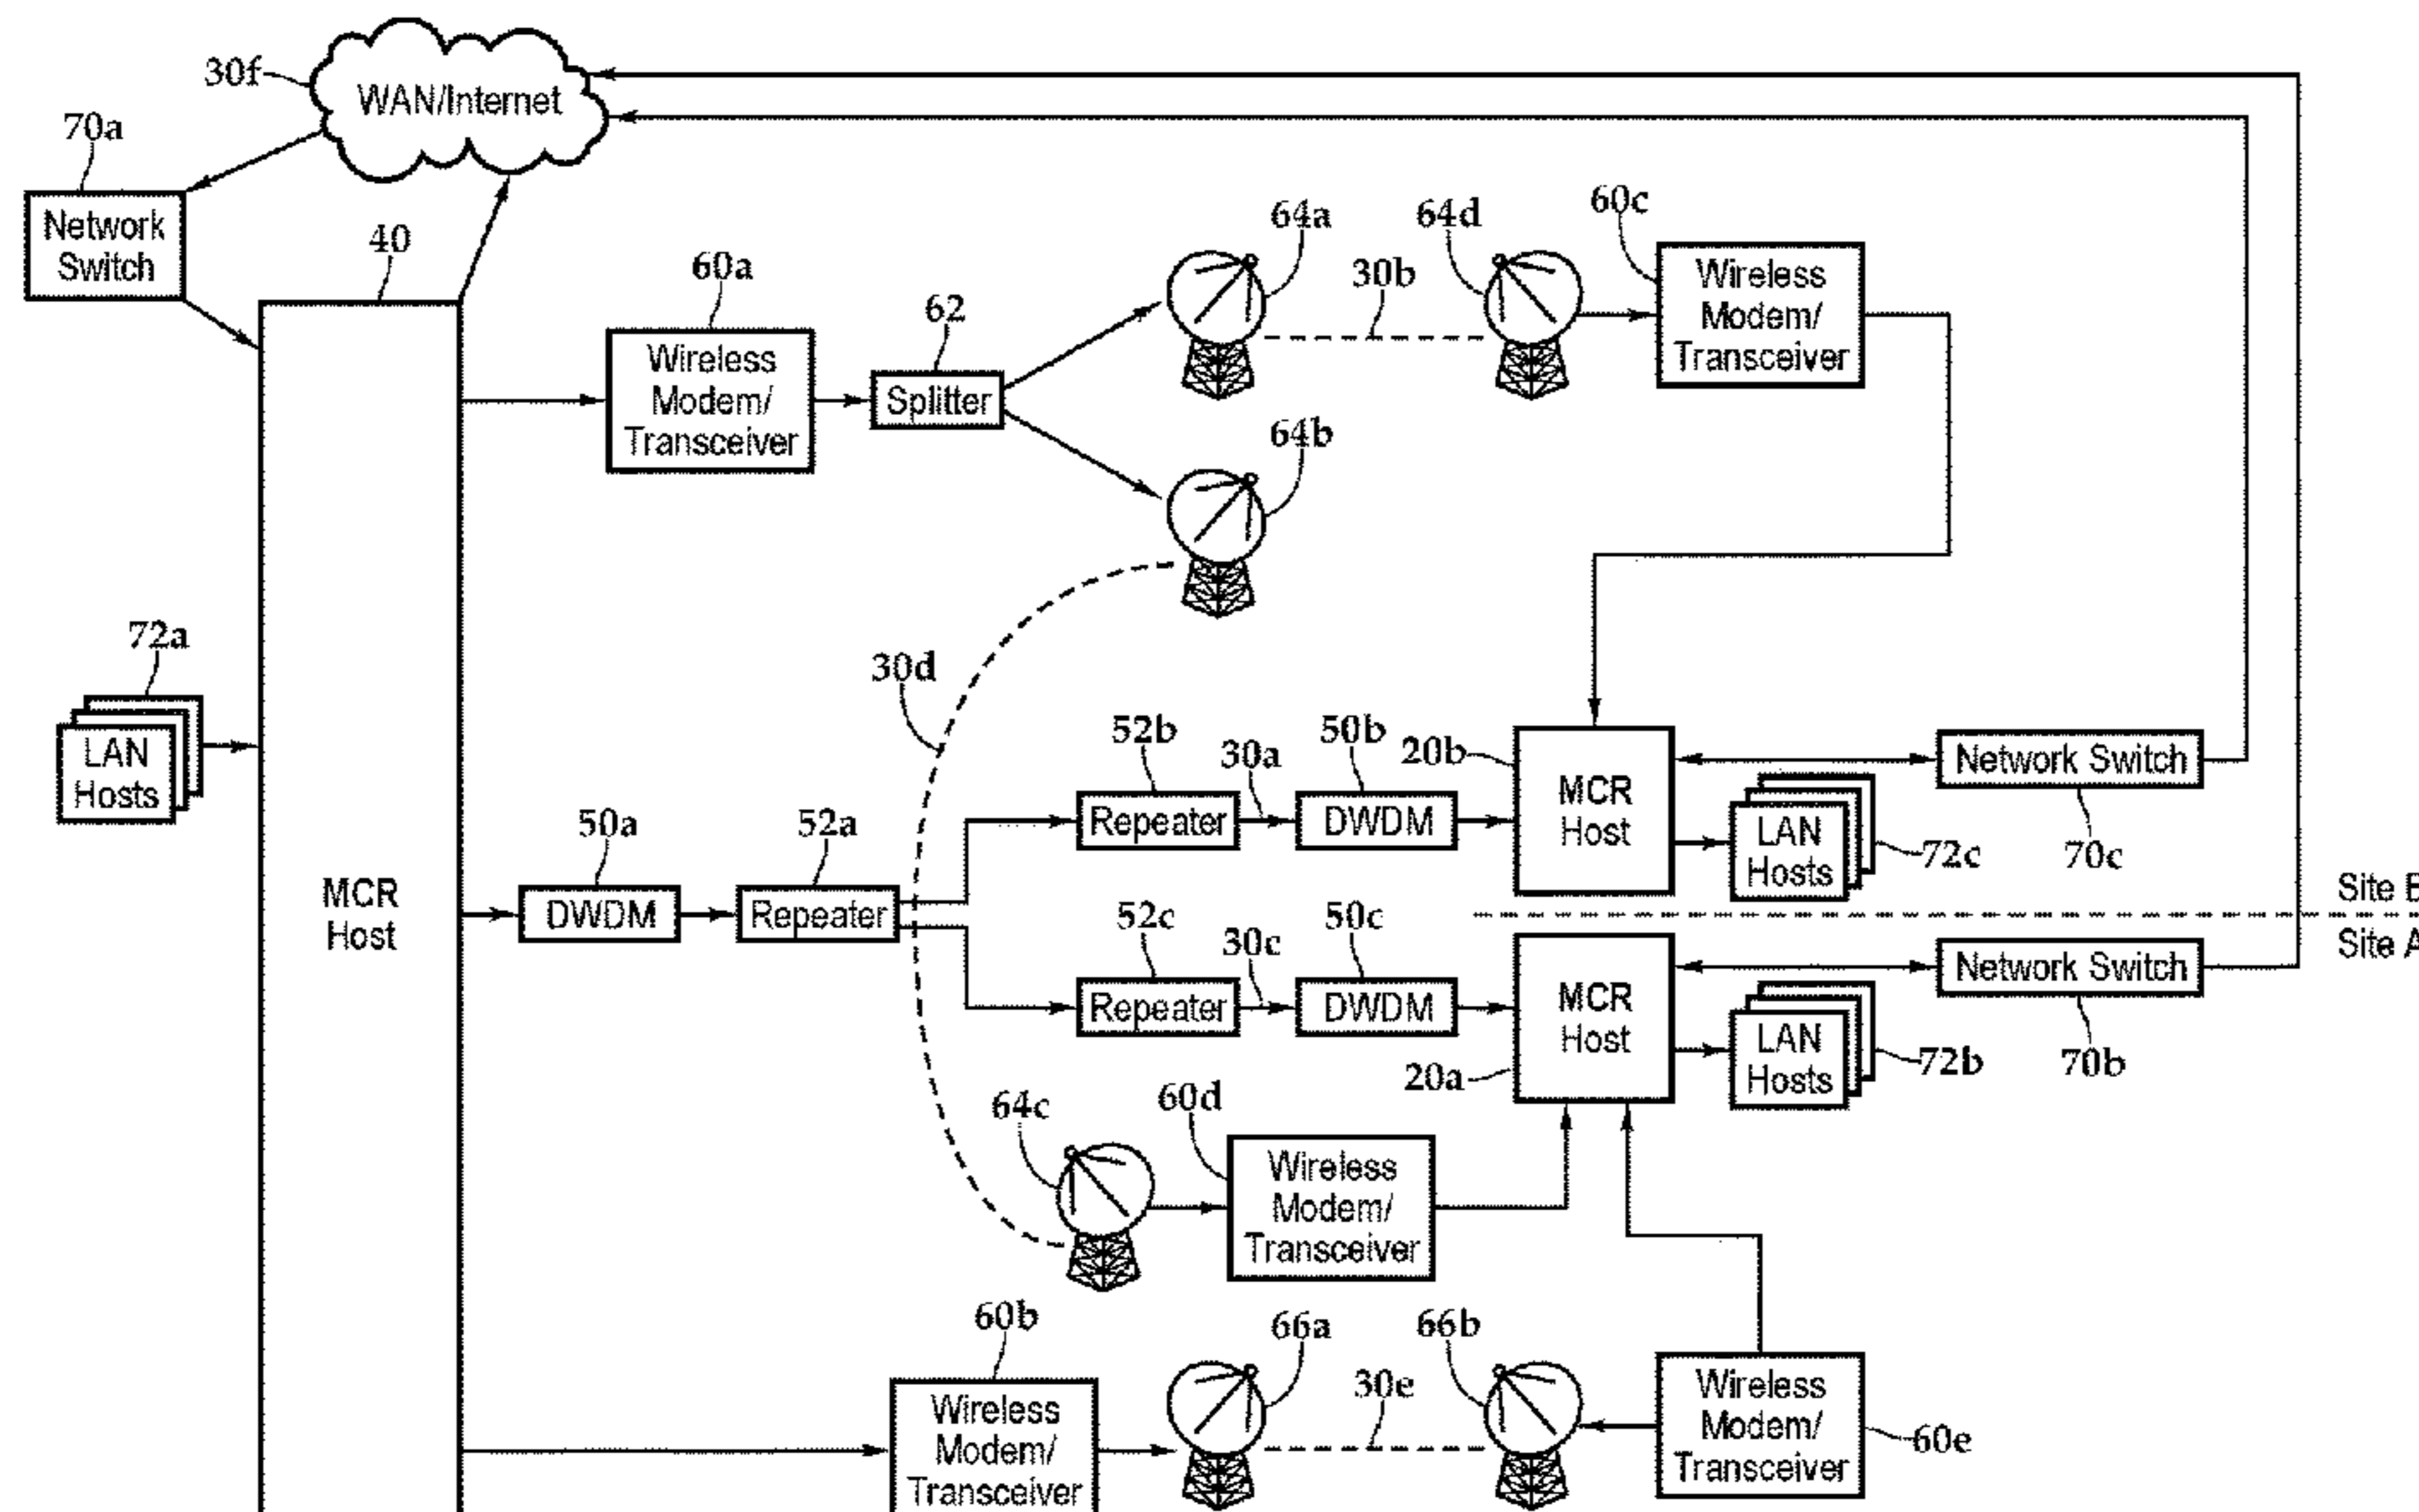 30f
WAN/Internet
70a
Network
Switch
40
60a
Wireless
Modem/
Transceiver
62
Splitter
64a
30b
64d
60c
Wireless
Modem/
Transceiver
64b
72a
LAN
Hosts
30d
MCR
Host
50a
DWDM
52a
Repeater
52b
Repeater
30a
50b
DWDM
20b
MCR
Host
Network Switch
70c
LAN
Hosts
72c
Site B
Site A
52c
Repeater
30c
50c
DWDM
20a
MCR
Host
Network Switch
70b
LAN
Hosts
72b
64c
60d
Wireless
Modem/
Transceiver
60b
Wireless
Modem/
Transceiver
66a
30e
66b
Wireless
Modem/
Transceiver
60e